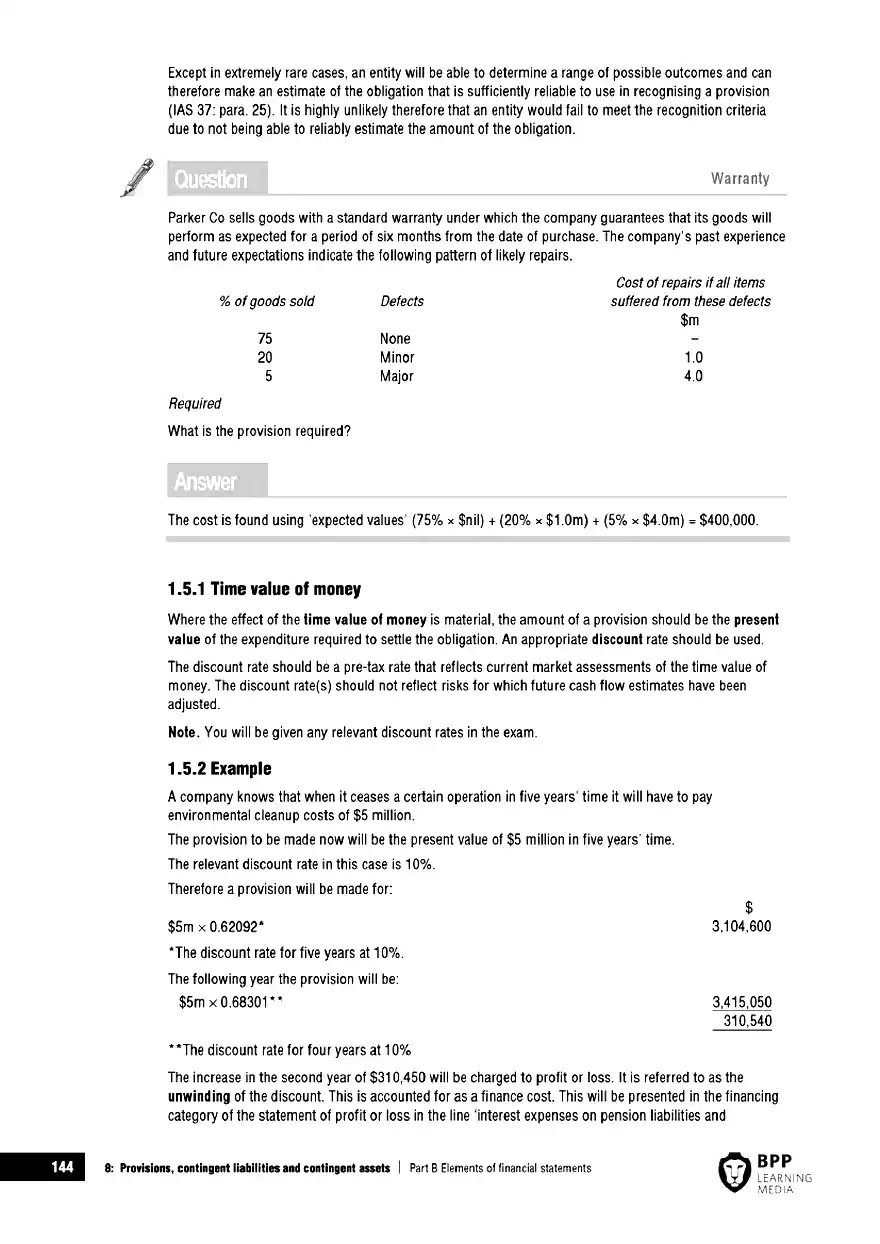 Except in extremely rare cases, an entity will be able to determine a range of possible outcomes and can
therefore make an estimate of the obligation that is sufficiently reliable to use in recognising a provision
(IAS 37: para. 25). It is highly unlikely therefore that an entity would fail to meet the recognition criteria
due to not being able to reliably estimate the amount of the obligation.
Question
Warranty
Parker Co sells goods with a standard warranty under which the company guarantees that its goods will
perform as expected for a period of six months from the date of purchase. The company's past experience
and future expectations indicate the following pattern of likely repairs.
Cost of repairs if all items
% of goods sold Defects suffered from these defects
$m
75 None –
20 Minor 1.0
5 Major 4.0
Required
What is the provision required?
Answer
The cost is found using 'expected values' (75% × $nil) + (20% × $1.0m) + (5% × $4.0m) = $400,000.
1.5.1 Time value of money
Where the effect of the time value of money is material, the amount of a provision should be the present
value of the expenditure required to settle the obligation. An appropriate discount rate should be used.
The discount rate should be a pre-tax rate that reflects current market assessments of the time value of
money. The discount rate(s) should not reflect risks for which future cash flow estimates have been
adjusted.
Note. You will be given any relevant discount rates in the exam.
1.5.2 Example
A company knows that when it ceases a certain operation in five years' time it will have to pay
environmental cleanup costs of $5 million.
The provision to be made now will be the present value of $5 million in five years' time.
The relevant discount rate in this case is 10%.
Therefore a provision will be made for:
$
$5m × 0.62092* 3,104,600
*The discount rate for five years at 10%.
The following year the provision will be:
$5m × 0.68301** 3,415,050
310,540
**The discount rate for four years at 10%
The increase in the second year of $310,450 will be charged to profit or loss. It is referred to as the
unwinding of the discount. This is accounted for as a finance cost. This will be presented in the financing
category of the statement of profit or loss in the line 'interest expenses on pension liabilities and
144 8: Provisions, contingent liabilities and contingent assets | Part B Elements of financial statements
BPP
LEARNING
MEDIA